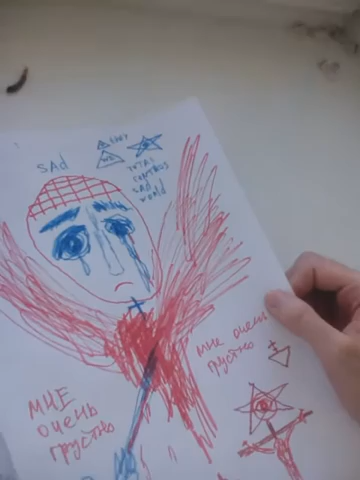 SAd
TOTAL
CONTROL
SAd
World
мне очень
грустно
МНЕ
очень
грустно